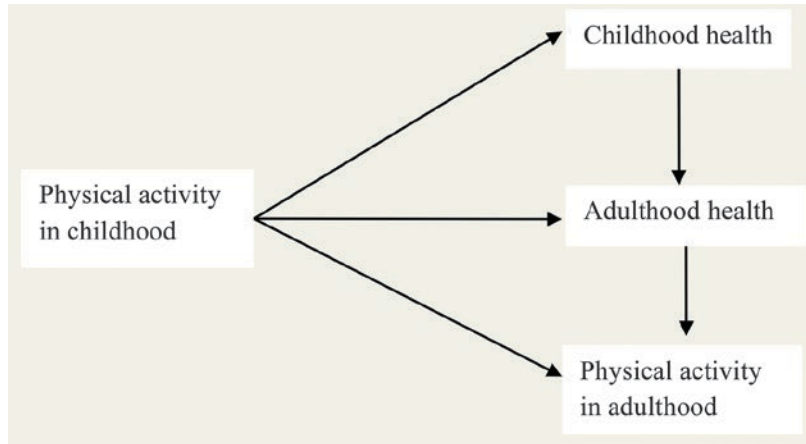 Childhood health
Physical activity
in childhood
Adulthood health
Physical activity
in adulthood